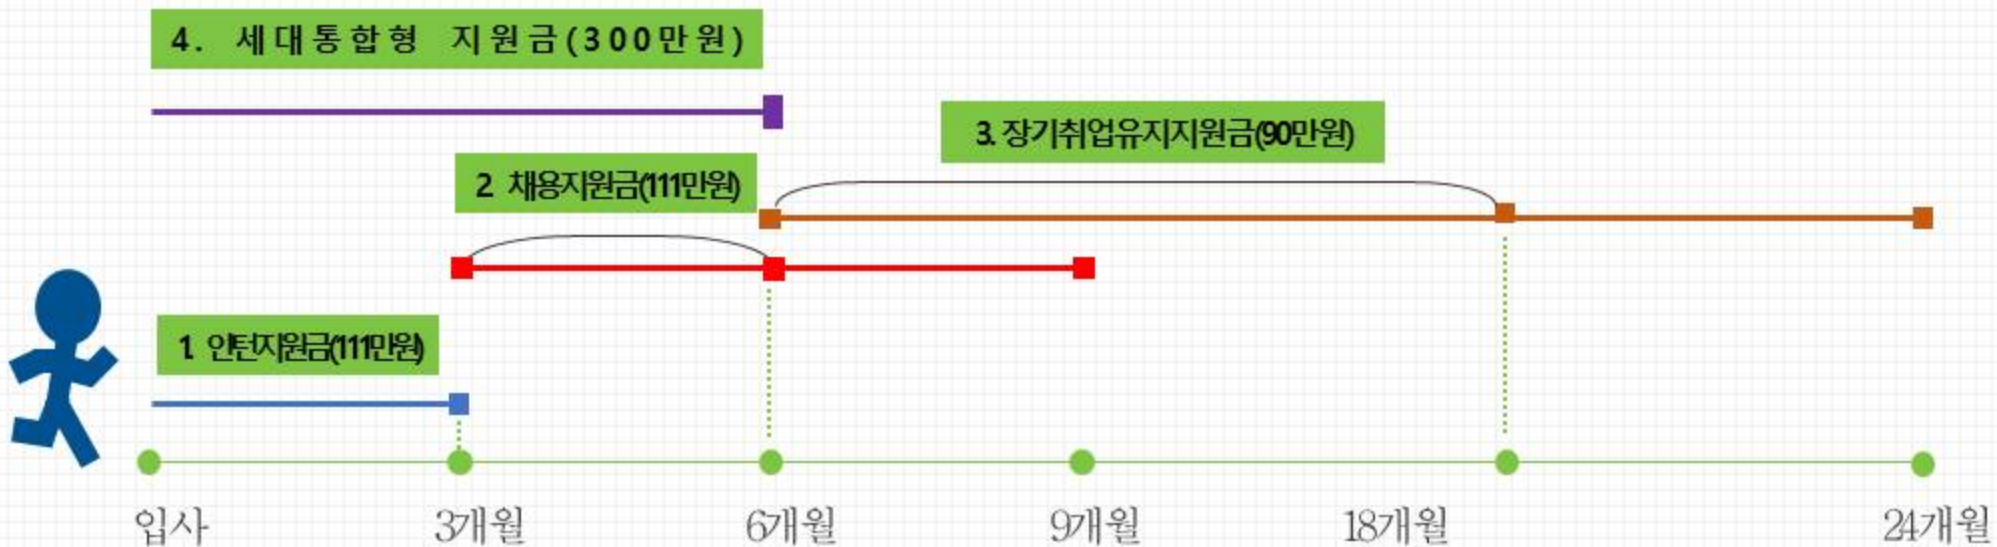 4. 세대통합형 지원금(300만원)
3. 장기취업유지지원금(90만원)
2 채용지원금(111만원)
1. 인턴지원금(111만원)
입사 3개월 6개월 9개월 18개월 24개월